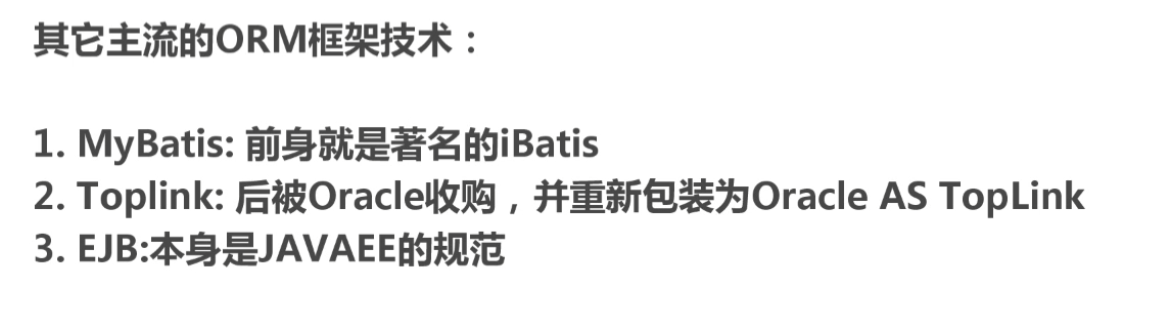 其它主流的ORM框架技术：
1. MyBatis: 前身就是著名的iBatis
2. Toplink: 后被Oracle收购，并重新包装为Oracle AS TopLink
3. EJB:本身是JAVAEE的规范